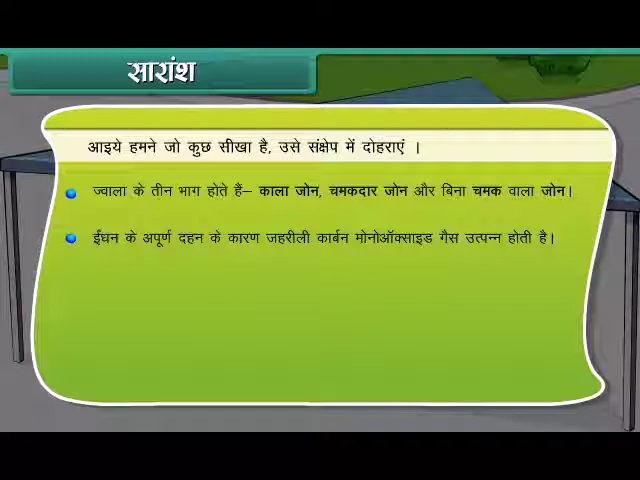 सारांश
आइये हमने जो कुछ सीखा है, उसे संक्षेप में दोहराएं ।
ज्वाला के तीन भाग होते हैं– काला जोन, चमकदार जोन और बिना चमक वाला जोन।
ईंधन के अपूर्ण दहन के कारण जहरीली कार्बन मोनोऑक्साइड गैस उत्पन्न होती है।